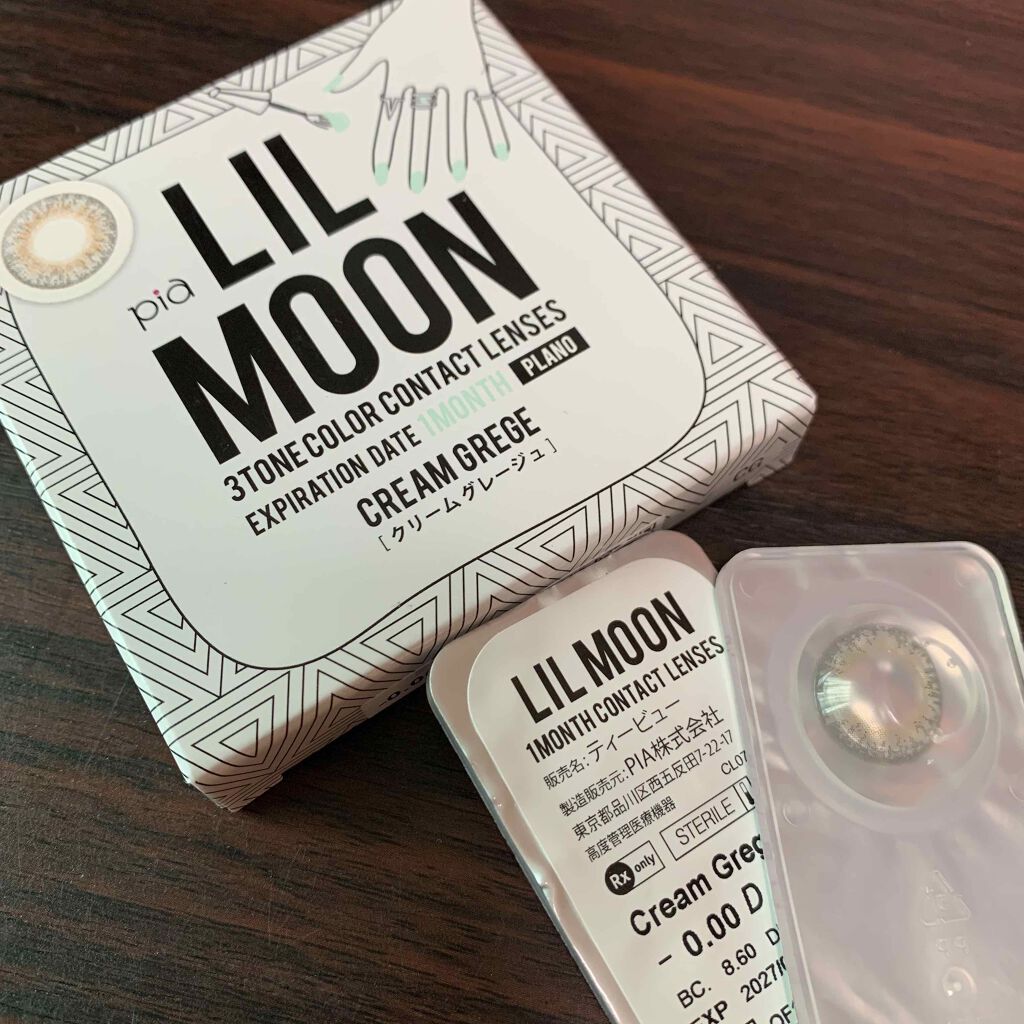 LIL
MOON
pia
3TONE COLOR CONTACT LENSES
EXPIRATION DATE 1MONTH PLANO
CREAM GREGE
[クリームグレージュ]
CG
LIL MOON
1MONTH CONTACT LENSES
販売名:ティービュー
製造販売元:PIA株式会社
東京都品川区西五反田7-22-17
高度管理医療機器 CL07
Rx only STERILE
Cream Greg
- 0.00 D
BC. 8.60 D
EXP 2027/
PP